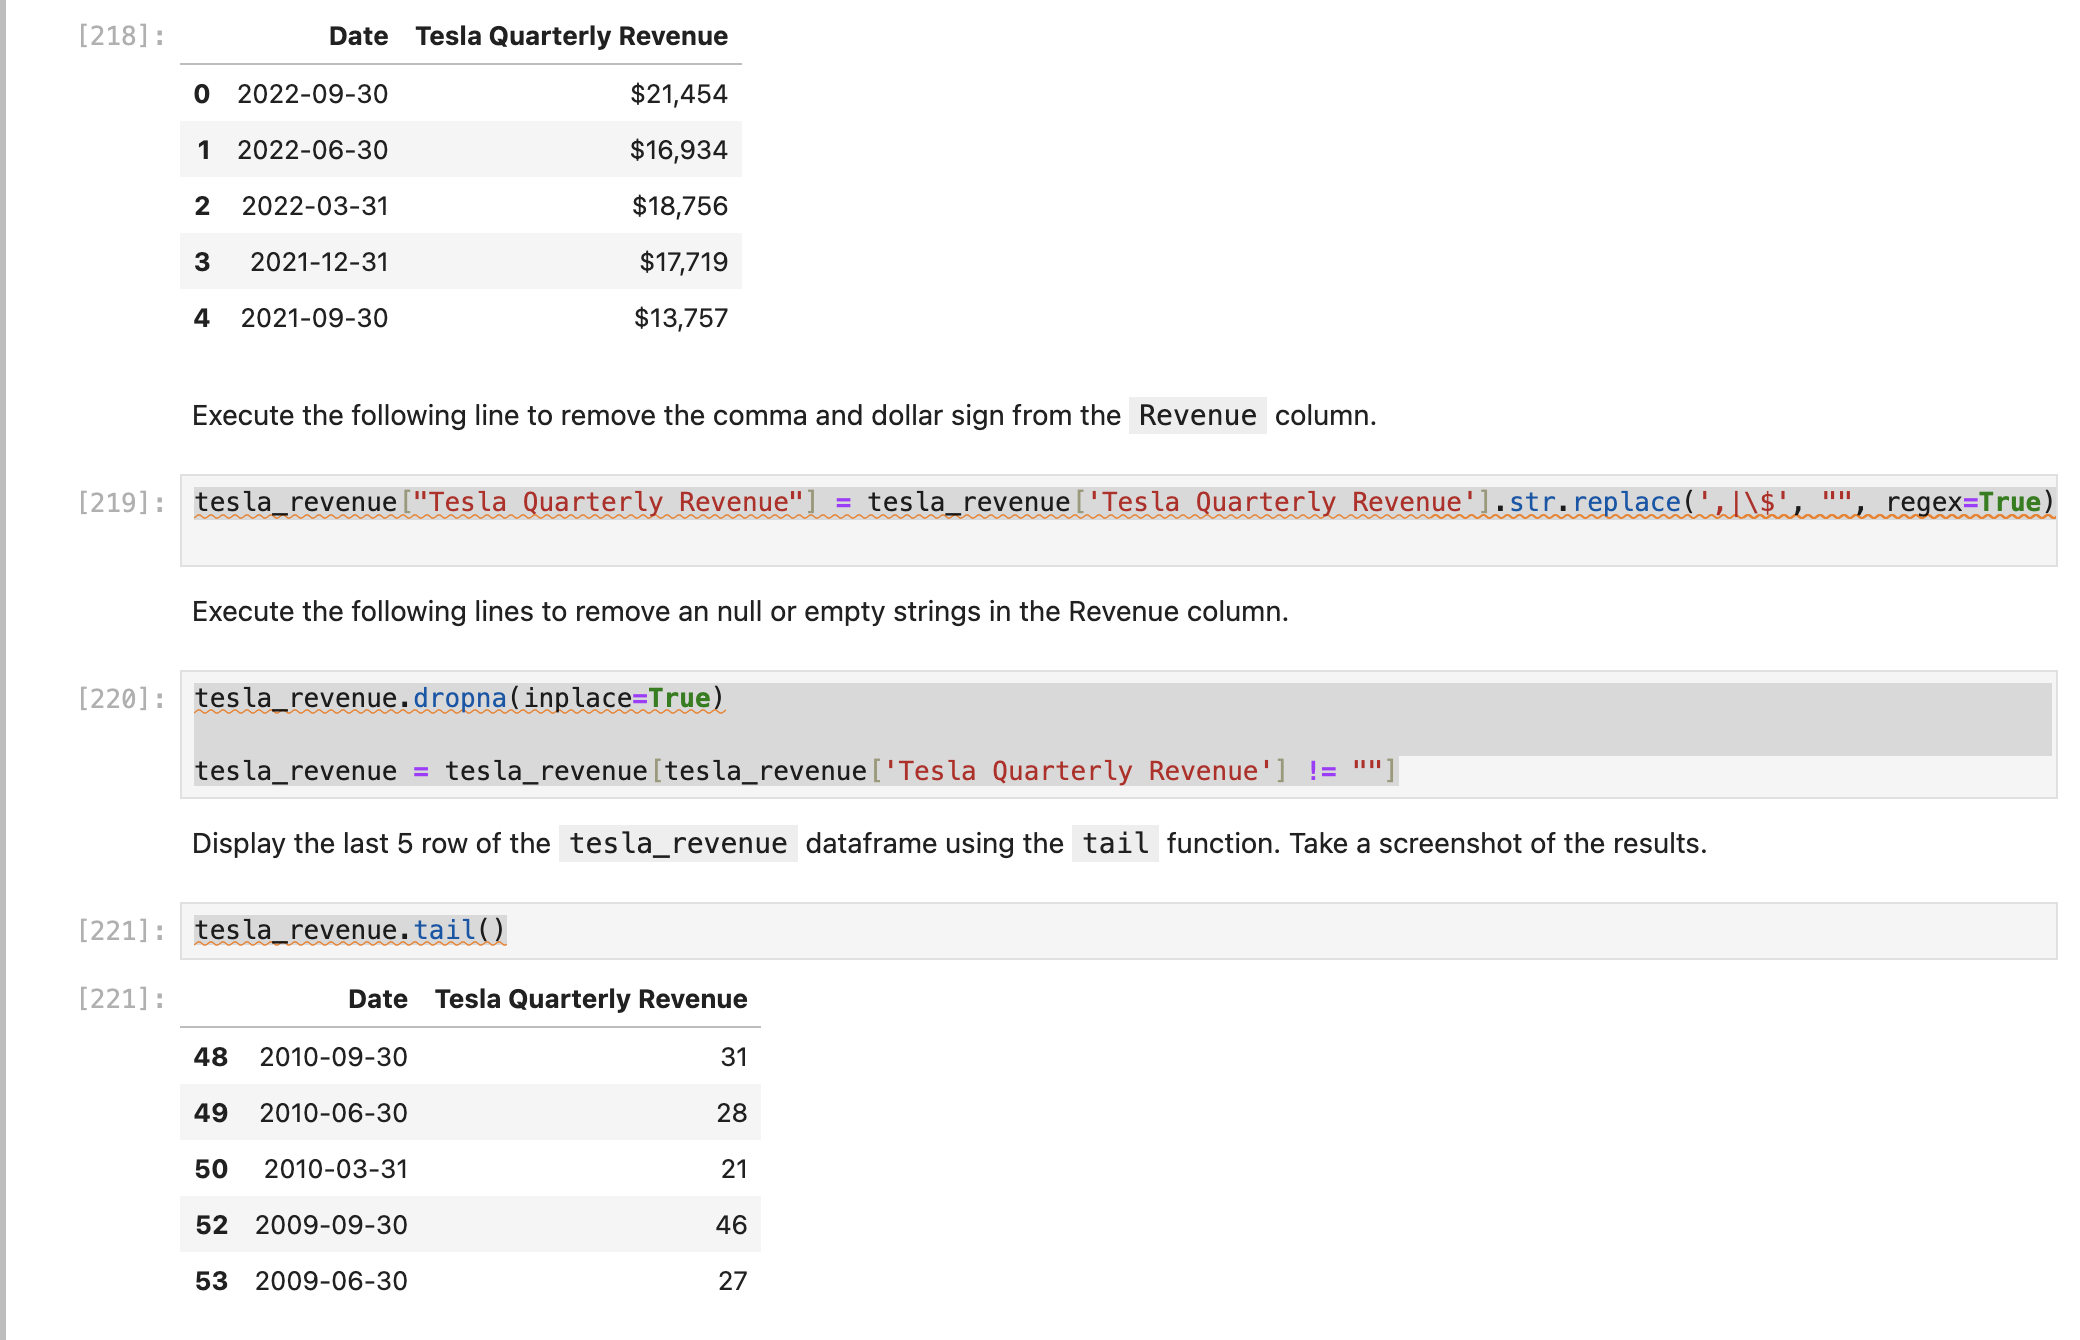 [218]: Date Tesla Quarterly Revenue
0 2022-09-30 $21,454
1 2022-06-30 $16,934
2 2022-03-31 $18,756
3 2021-12-31 $17,719
4 2021-09-30 $13,757
Execute the following line to remove the comma and dollar sign from the Revenue column.
[219]: tesla_revenue["Tesla Quarterly Revenue"] = tesla_revenue['Tesla Quarterly Revenue'].str.replace(',|\$', "", regex=True)
Execute the following lines to remove an null or empty strings in the Revenue column.
[220]: tesla_revenue.dropna(inplace=True)
tesla_revenue = tesla_revenue[tesla_revenue['Tesla Quarterly Revenue'] != ""]
Display the last 5 row of the tesla_revenue dataframe using the tail function. Take a screenshot of the results.
[221]: tesla_revenue.tail()
[221]: Date Tesla Quarterly Revenue
48 2010-09-30 31
49 2010-06-30 28
50 2010-03-31 21
52 2009-09-30 46
53 2009-06-30 27